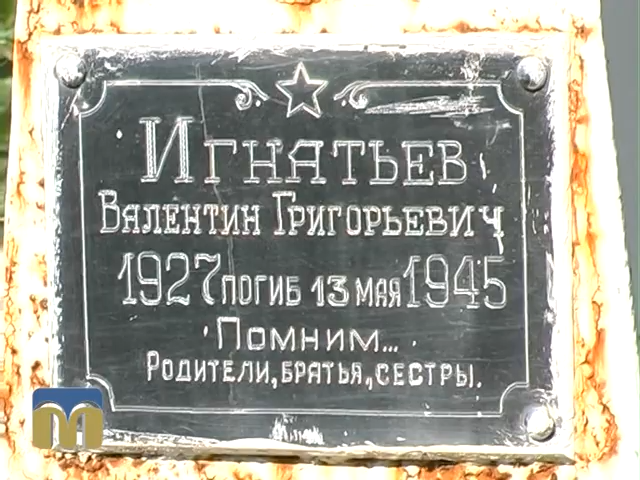 Игнатьев
Валентин Григорьевич
1927 погиб 13 мая 1945
Помним...
Родители, братья, сестры.
m